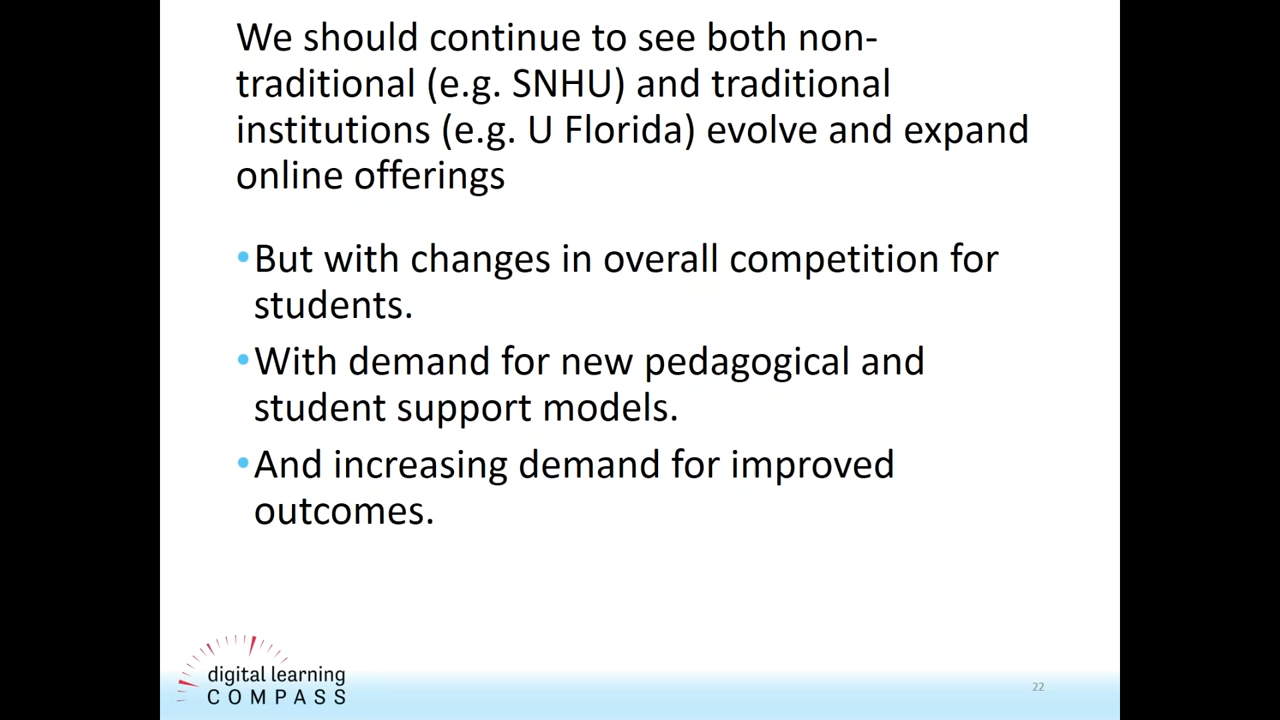 We should continue to see both non-
traditional (e.g. SNHU) and traditional
institutions (e.g. U Florida) evolve and expand
online offerings
•But with changes in overall competition for
students.
•With demand for new pedagogical and
student support models.
•And increasing demand for improved
outcomes.
digital learning
COMPASS
22